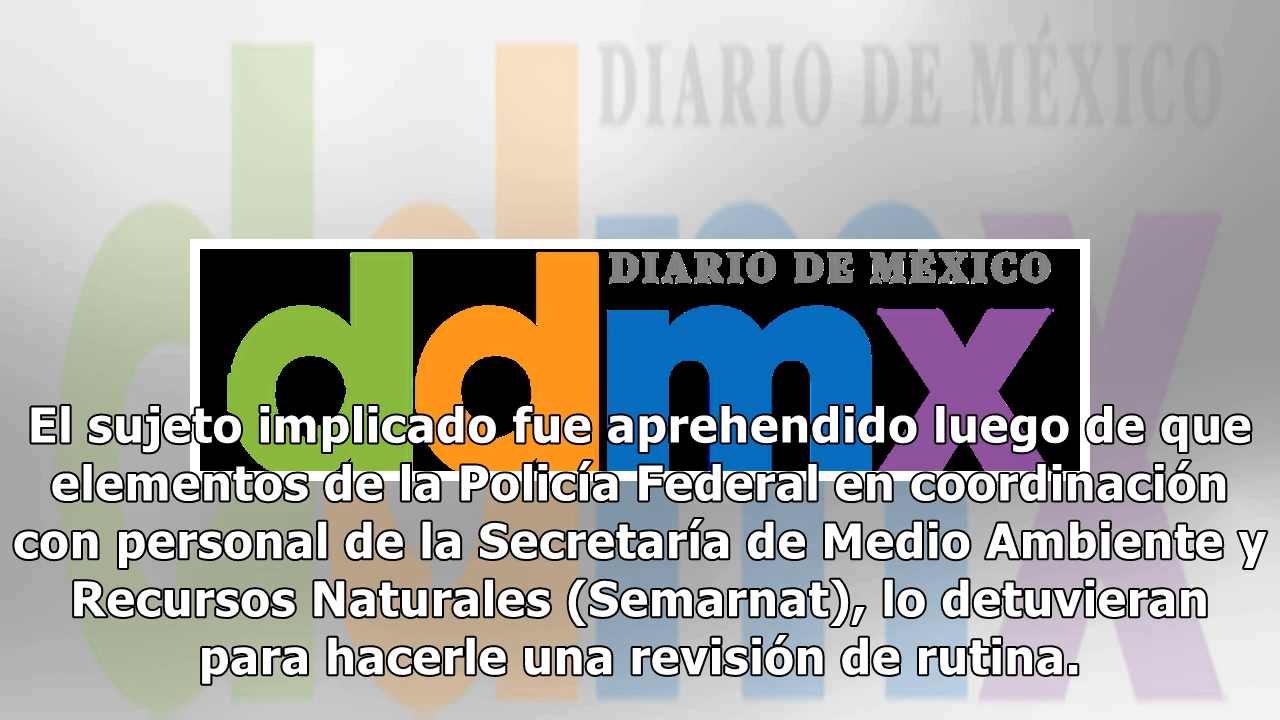 DIARIO DE MÉXICO
ddmx
DIARIO DE MÉXICO
ddmx
El sujeto implicado fue aprehendido luego de que
elementos de la Policía Federal en coordinación
con personal de la Secretaría de Medio Ambiente y
Recursos Naturales (Semarnat), lo detuvieran
para hacerle una revisión de rutina.